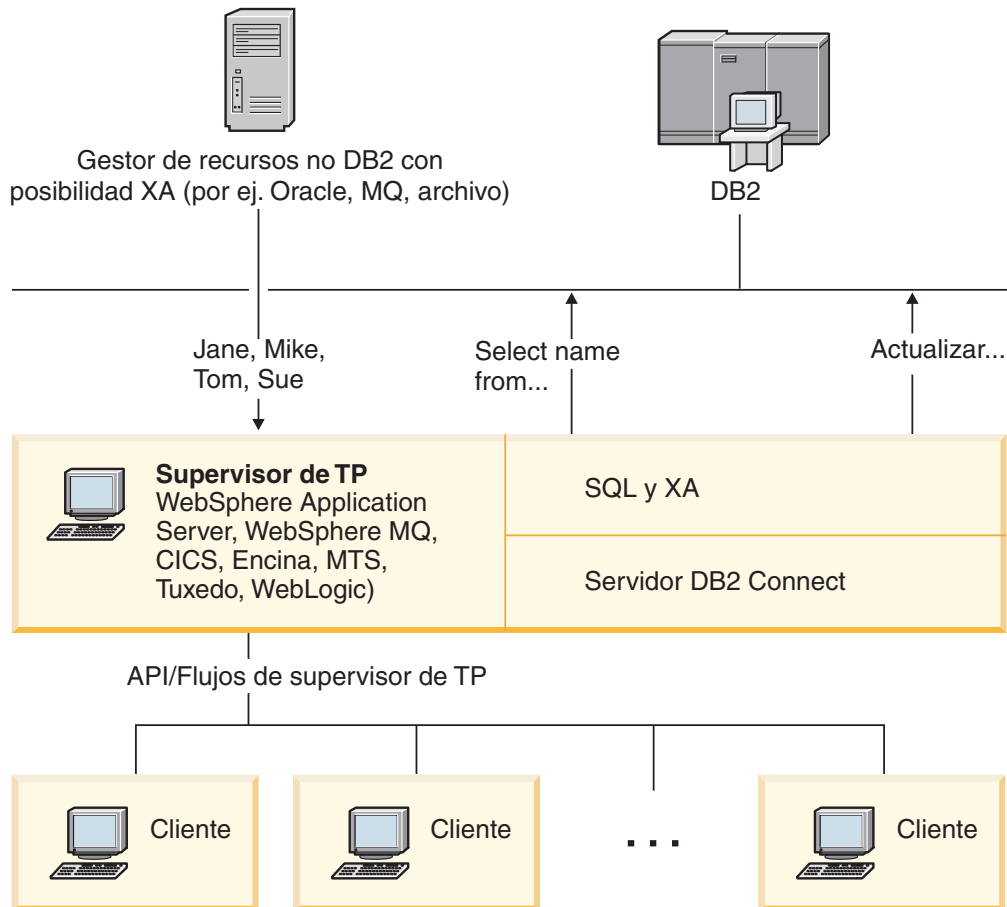 Gestor de recursos no DB2 con
posibilidad XA (por ej. Oracle, MQ, archivo)
DB2
Jane, Mike,
Tom, Sue
Select name
from...
Actualizar...
Supervisor de TP
WebSphere Application
Server, WebSphere MQ,
CICS, Encina, MTS,
Tuxedo, WebLogic)
SQL y XA
Servidor DB2 Connect
API/Flujos de supervisor de TP
Cliente
Cliente
...
Cliente